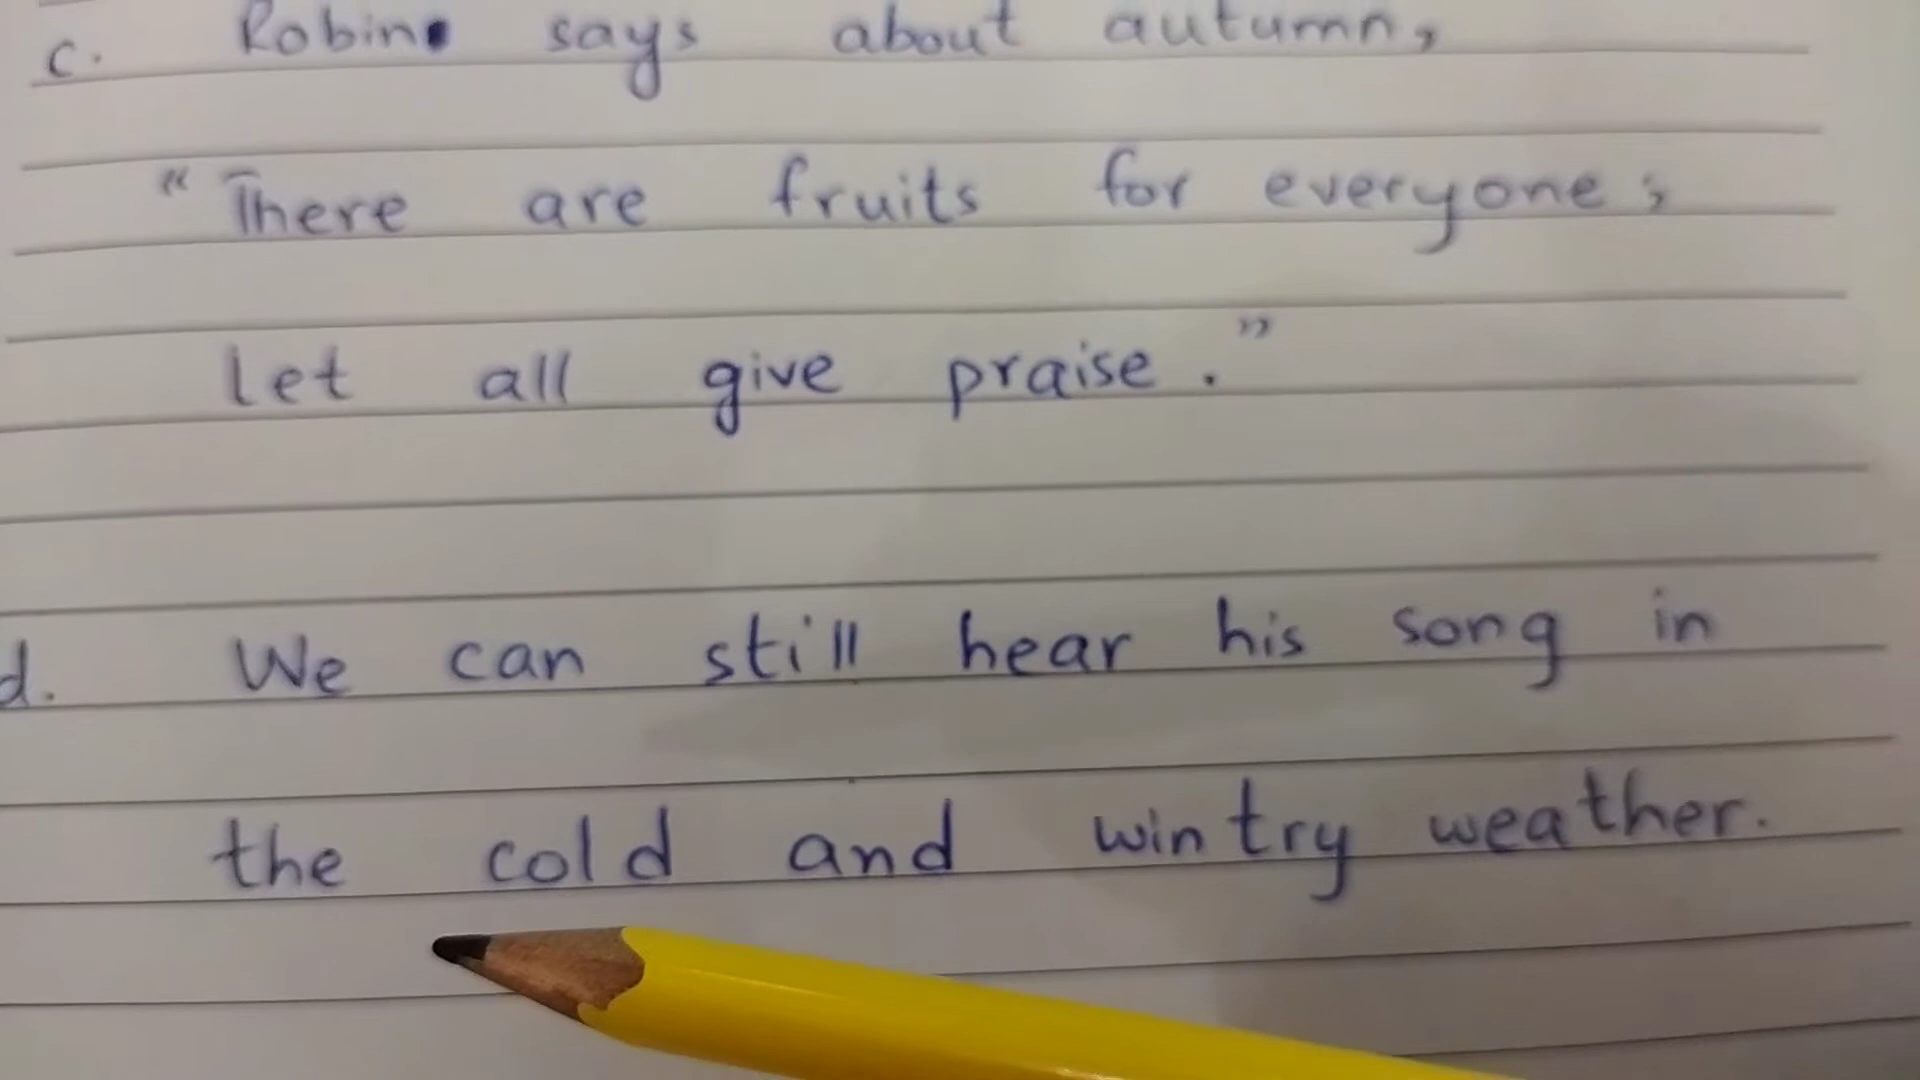 c. Robin says about autumn,
“There are fruits for everyone,
Let all give praise.”
d. We can still hear his song in
the cold and wintry weather.